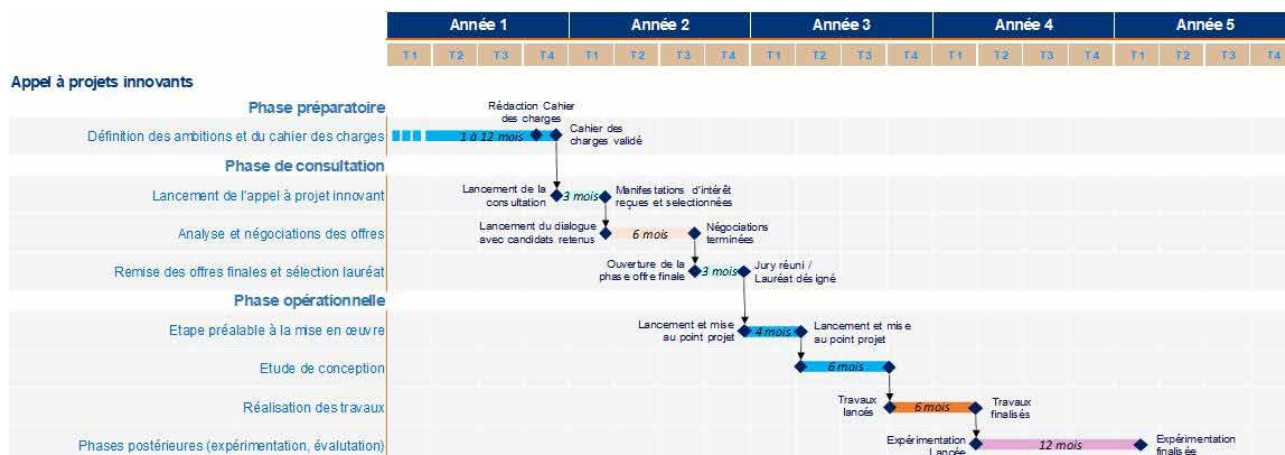 Année 1 Année 2 Année 3 Année 4 Année 5
T1 T2 T3 T4 T1 T2 T3 T4 T1 T2 T3 T4 T1 T2 T3 T4 T1 T2 T3 T4
Appel à projets innovants
Phase préparatoire
Rédaction Cahier
des charges
Définition des ambitions et du cahier des charges
1 à 12 mois
Cahier des
charges validé
Phase de consultation
Lancement de l'appel à projet innovant
Lancement de la
consultation
3 mois
Manifestations d'intérêt
reçues et selectionnées
Analyse et négociations des offres
Lancement du dialogue
avec candidats retenus
6 mois
Négociations
terminées
Remise des offres finales et sélection lauréat
Ouverture de la
phase offre finale
3 mois
Jury réuni /
Lauréat désigné
Phase opérationnelle
Etape préalable à la mise en œuvre
Lancement et mise
au point projet
4 mois
Lancement et mise
au point projet
Etude de conception
6 mois
Réalisation des travaux
Travaux
lancés
6 mois
Travaux
finalisés
Phases postérieures (expérimentation, évalutation)
Expérimentation
Lancée
12 mois
Expérimentation
finalisée